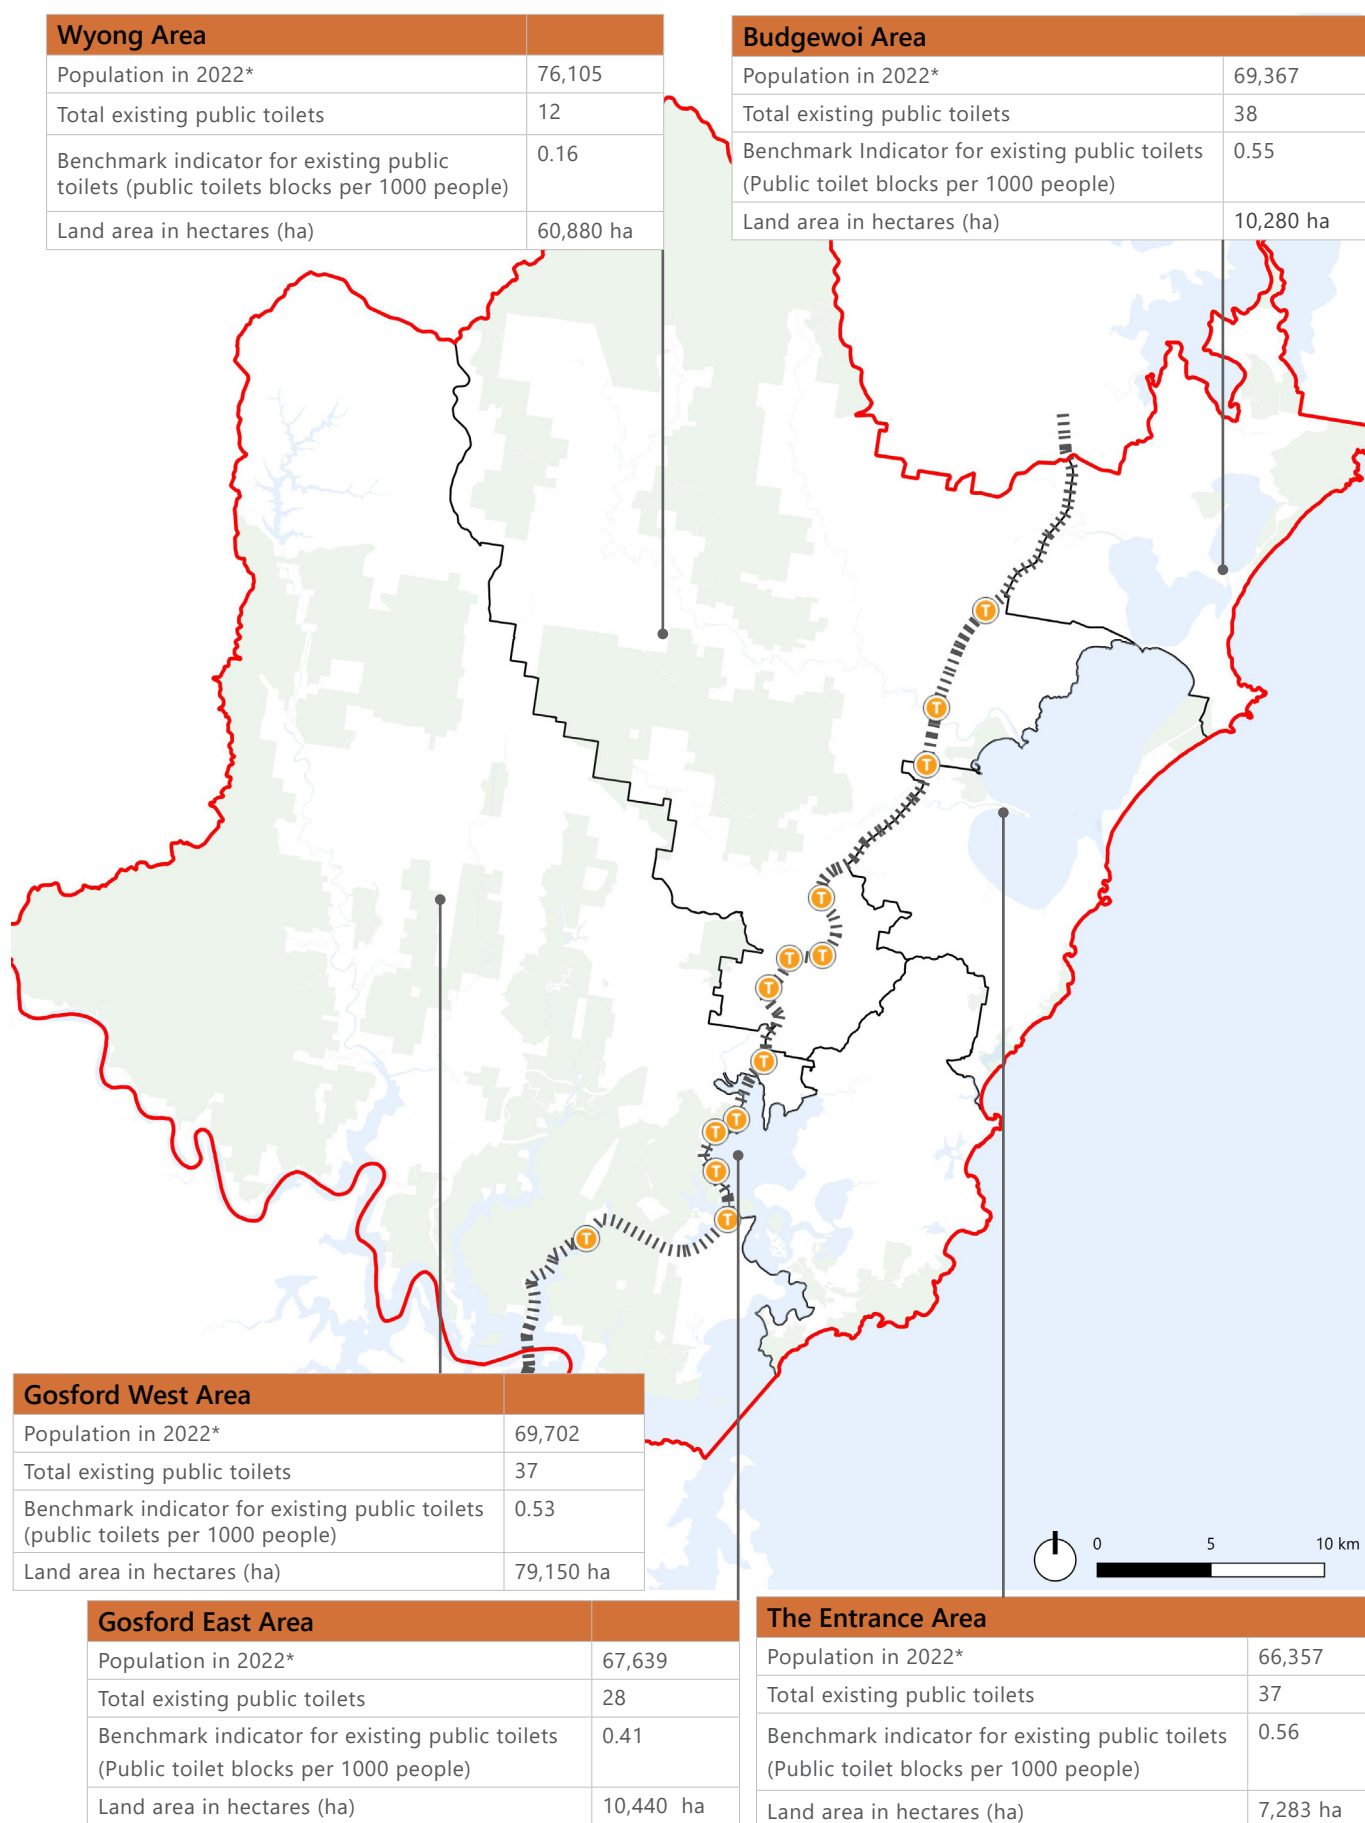 Wyong Area
Population in 2022* 76,105
Total existing public toilets 12
Benchmark indicator for existing public 0.16
toilets (public toilets blocks per 1000 people)
Land area in hectares (ha) 60,880 ha
Budgewoi Area
Population in 2022* 69,367
Total existing public toilets 38
Benchmark Indicator for existing public toilets 0.55
(Public toilet blocks per 1000 people)
Land area in hectares (ha) 10,280 ha
T
T
T
T
T
T
T
T
T
T
T
T
T
Gosford West Area
Population in 2022* 69,702
Total existing public toilets 37
Benchmark indicator for existing public toilets 0.53
(public toilets per 1000 people)
Land area in hectares (ha) 79,150 ha
0 5 10 km
Gosford East Area
Population in 2022* 67,639
Total existing public toilets 28
Benchmark indicator for existing public toilets 0.41
(Public toilet blocks per 1000 people)
Land area in hectares (ha) 10,440 ha
The Entrance Area
Population in 2022* 66,357
Total existing public toilets 37
Benchmark indicator for existing public toilets 0.56
(Public toilet blocks per 1000 people)
Land area in hectares (ha) 7,283 ha